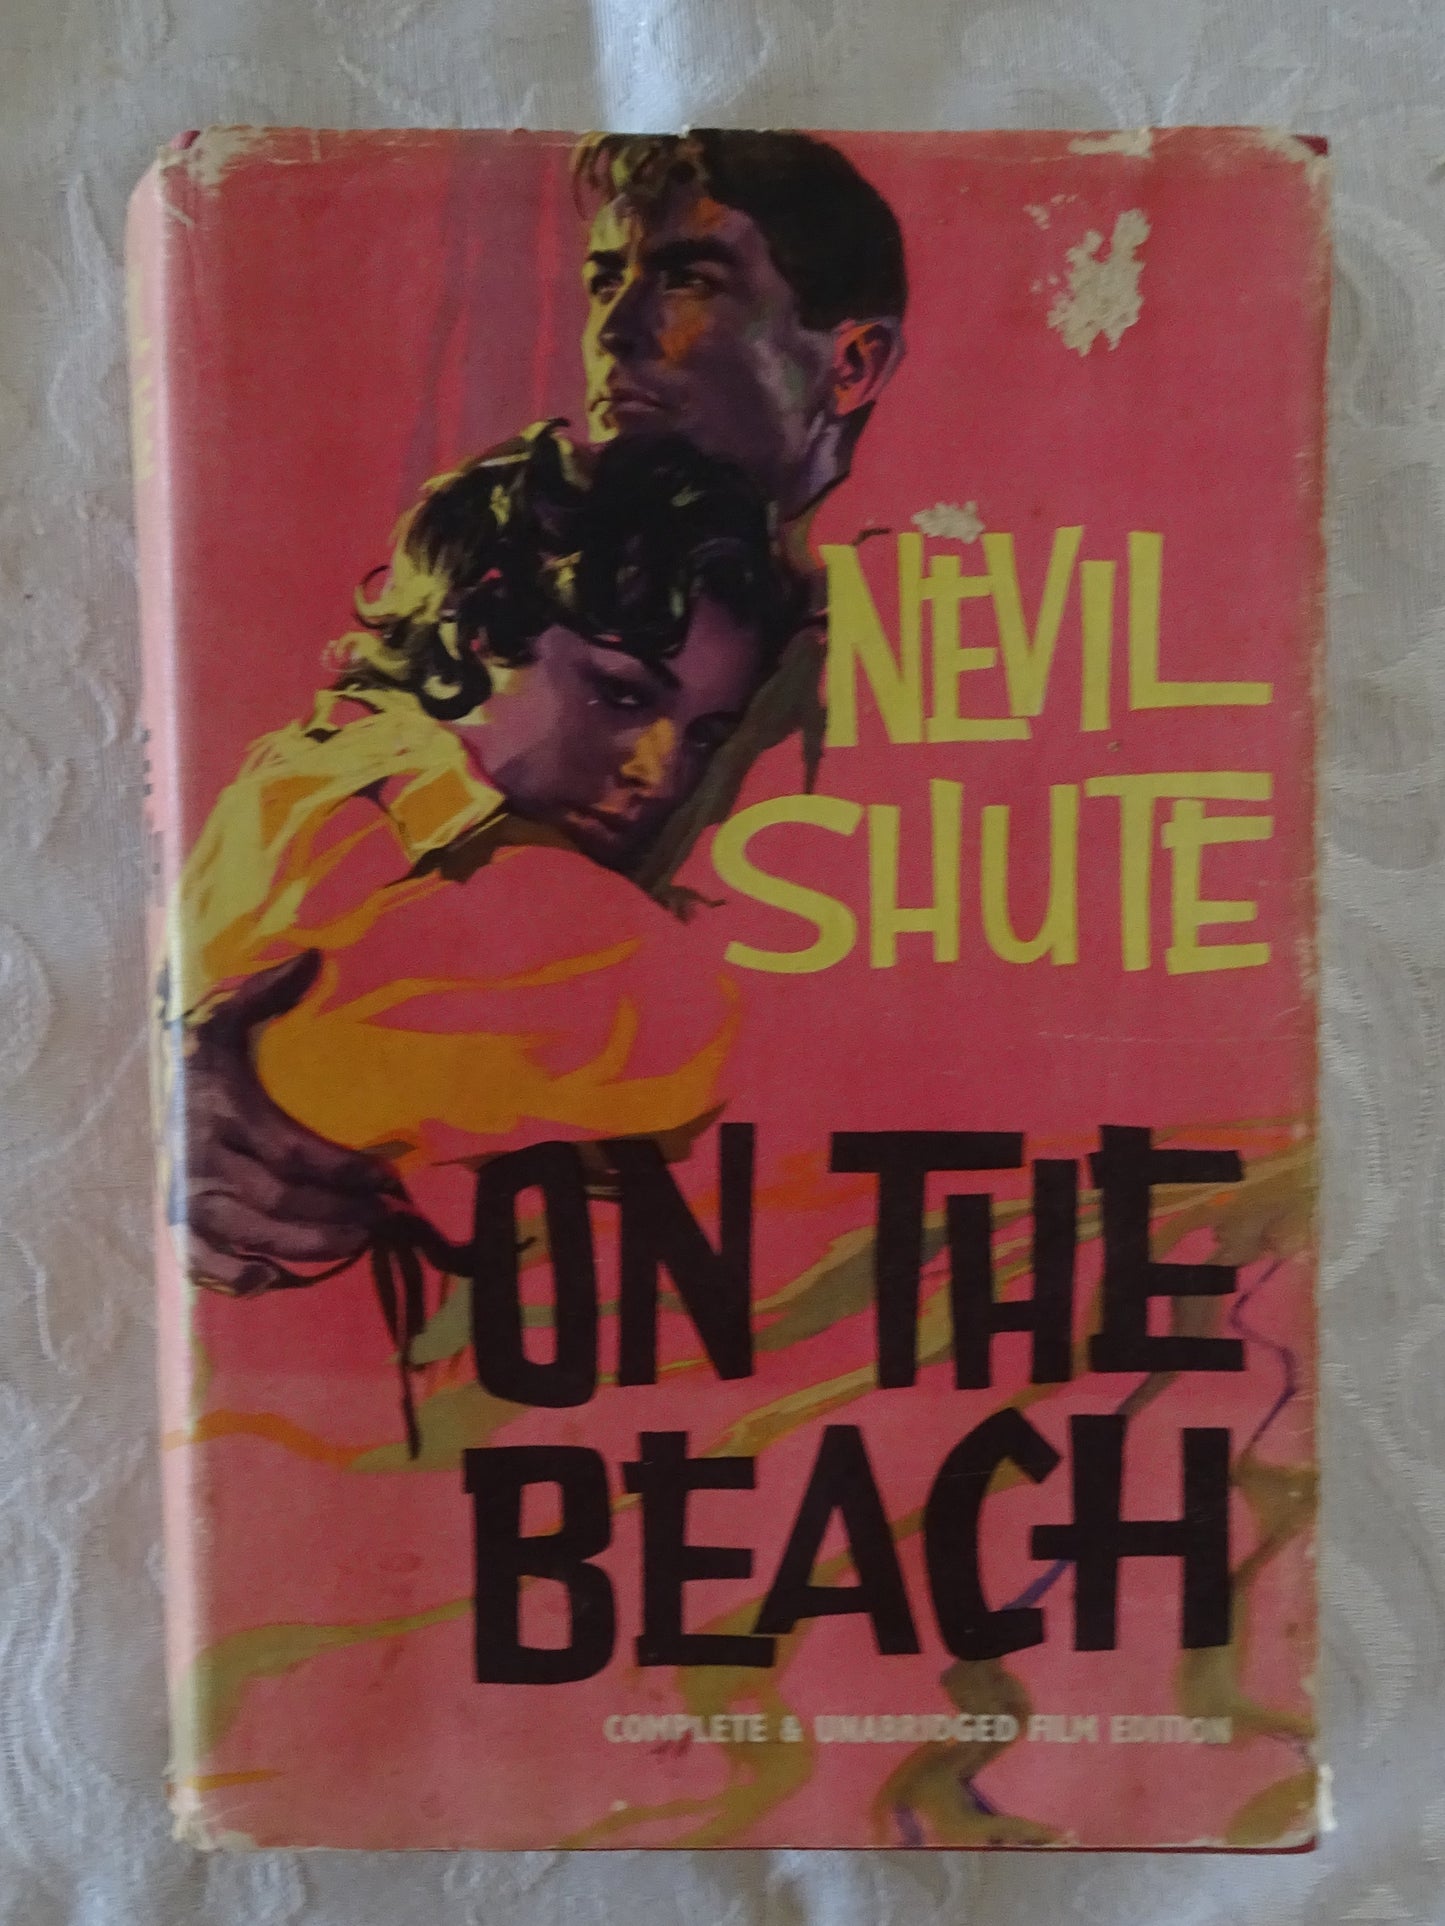 NEVIL
SHUTE
ON THE
BEACH
COMPLETE & UNABRIDGED FILM EDITION